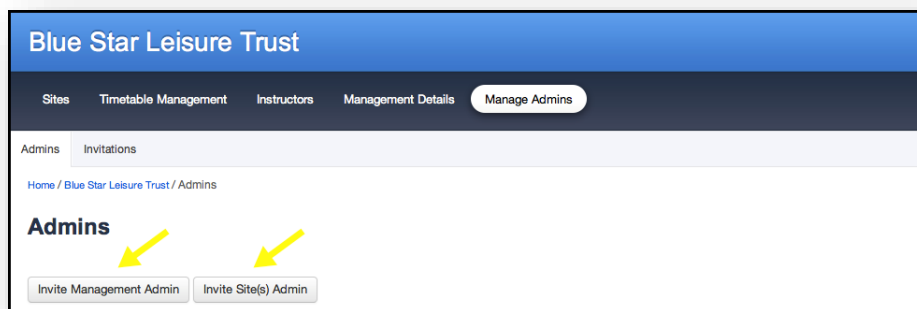 Blue Star Leisure Trust
Sites Timetable Management Instructors Management Details Manage Admins
Admins Invitations
Home / Blue Star Leisure Trust / Admins
Admins
Invite Management Admin Invite Site(s) Admin